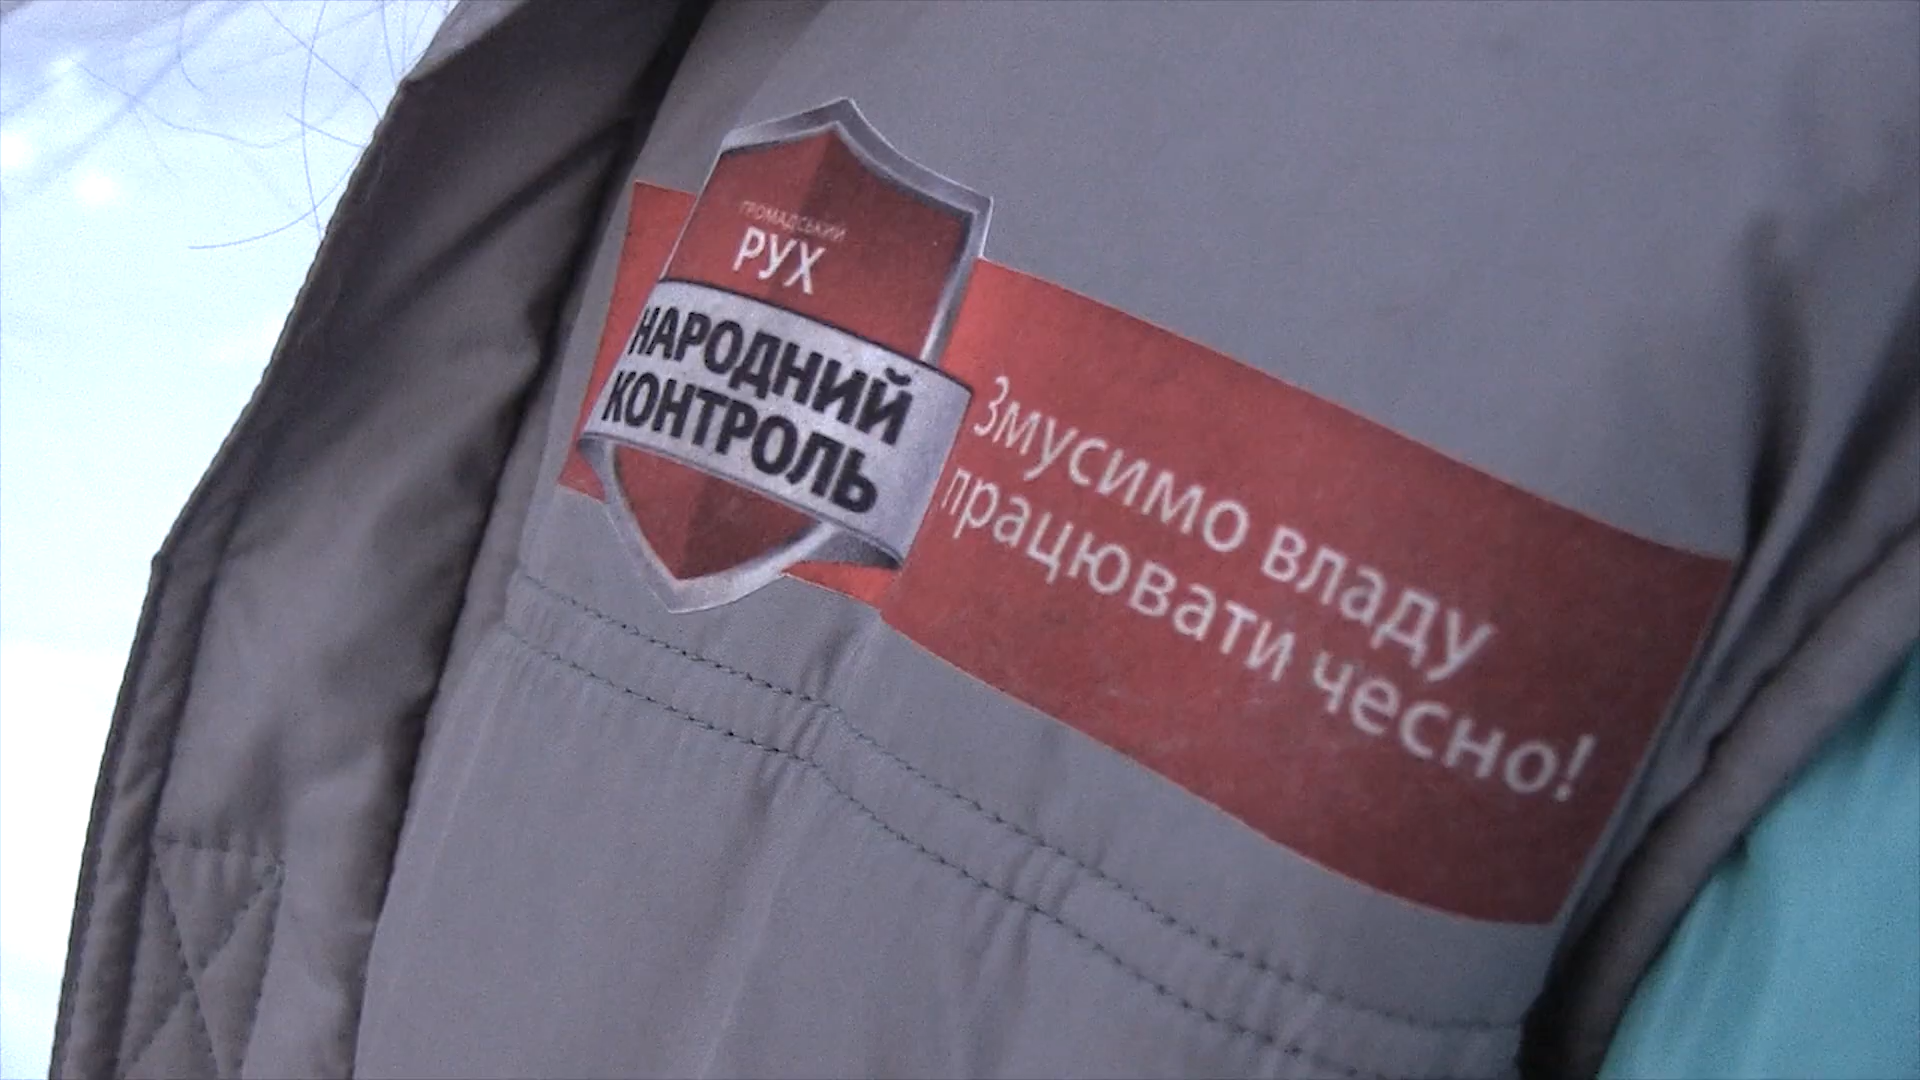 ГРОМАДСЬКИЙ
РУХ
НАРОДНИЙ
КОНТРОЛЬ
Змусимо владу
працювати чесно!